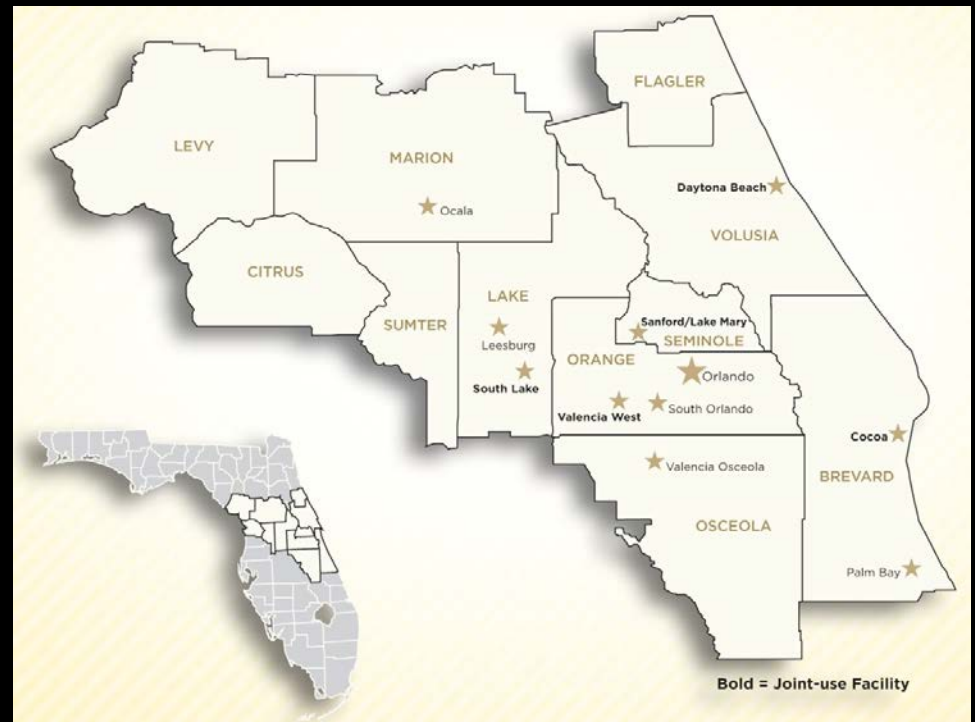 FLAGLER
LEVY
MARION
Daytona Beach
Ocala
VOLUSIA
CITRUS
LAKE
SUMTER
Sanford/Lake Mary
SEMINOLE
Leesburg
ORANGE
South Lake
Orlando
Valencia West
South Orlando
Cocoa
Valencia Osceola
BREVARD
OSCEOLA
Palm Bay
Bold = Joint-use Facility